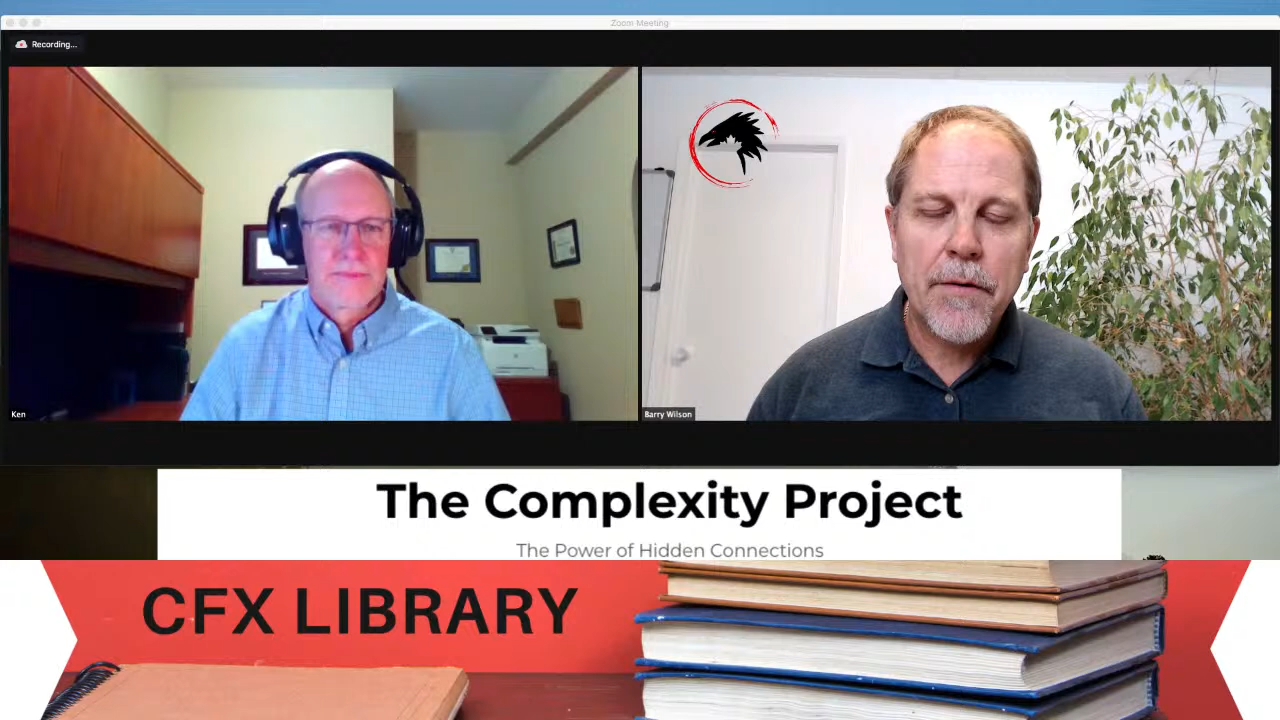 Zoom Meeting
Recording...
Ken
Barry Wilson
The Complexity Project
The Power of Hidden Connections
CFX LIBRARY